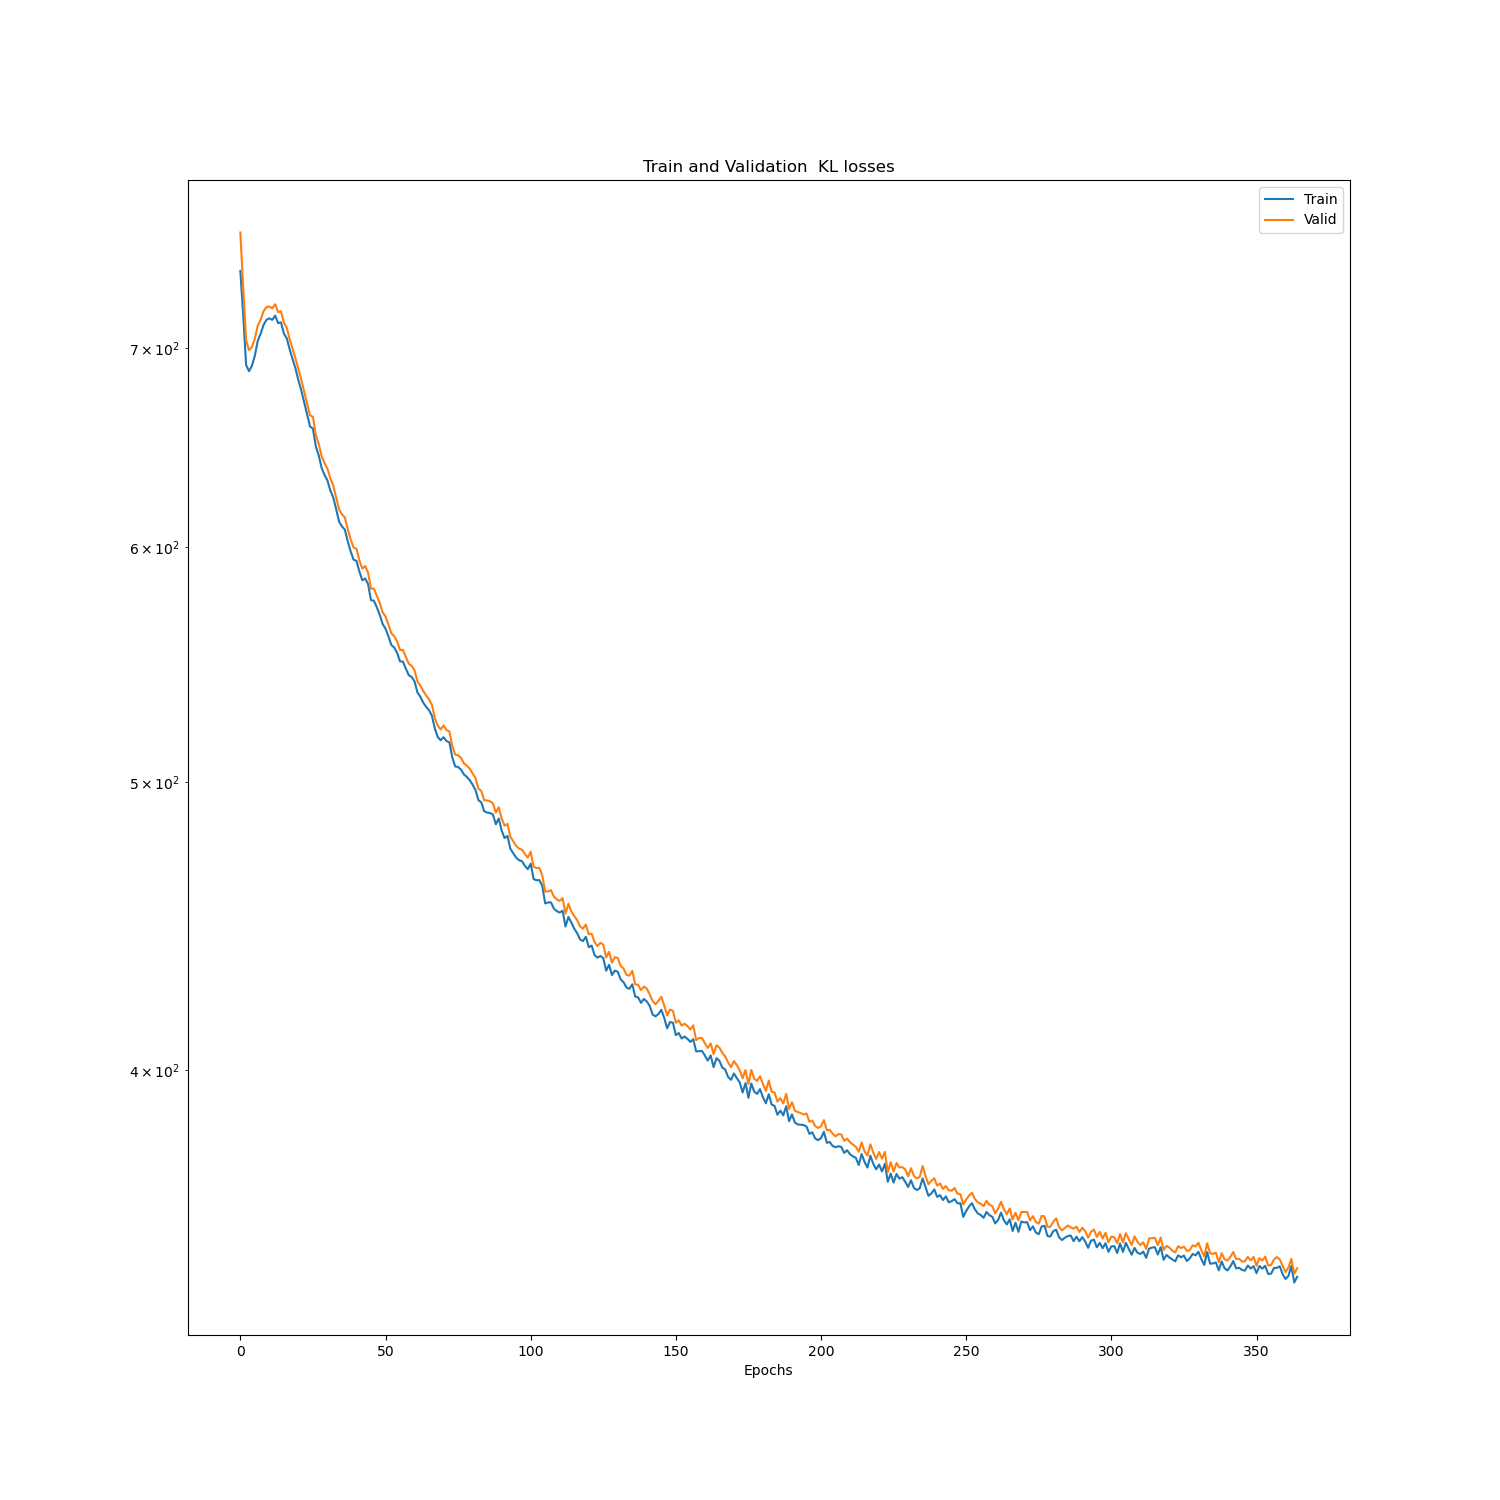 Train and Validation  KL losses
Train
Valid
7 × 10²
6 × 10²
5 × 10²
4 × 10²
0 50 100 150 200 250 300 350
Epochs